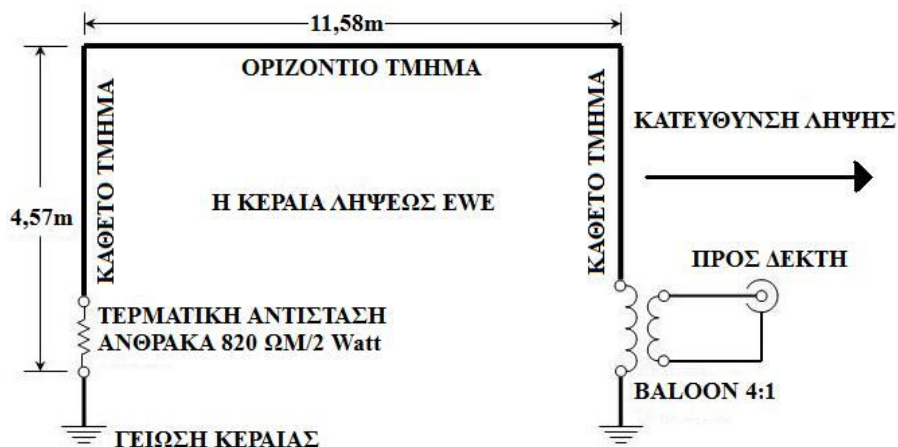 11,58m
ΟΡΙΖΟΝΤΙΟ ΤΜΗΜΑ
ΚΑΘΕΤΟ ΤΜΗΜΑ
ΚΑΘΕΤΟ ΤΜΗΜΑ
ΚΑΤΕΥΘΥΝΣΗ ΛΗΨΗΣ
4,57m
Η ΚΕΡΑΙΑ ΛΗΨΕΩΣ EWE
ΠΡΟΣ ΔΕΚΤΗ
ΤΕΡΜΑΤΙΚΗ ΑΝΤΙΣΤΑΣΗ
ΑΝΘΡΑΚΑ 820 ΩΜ/2 Watt
BALOON 4:1
ΓΕΙΩΣΗ ΚΕΡΑΙΑΣ